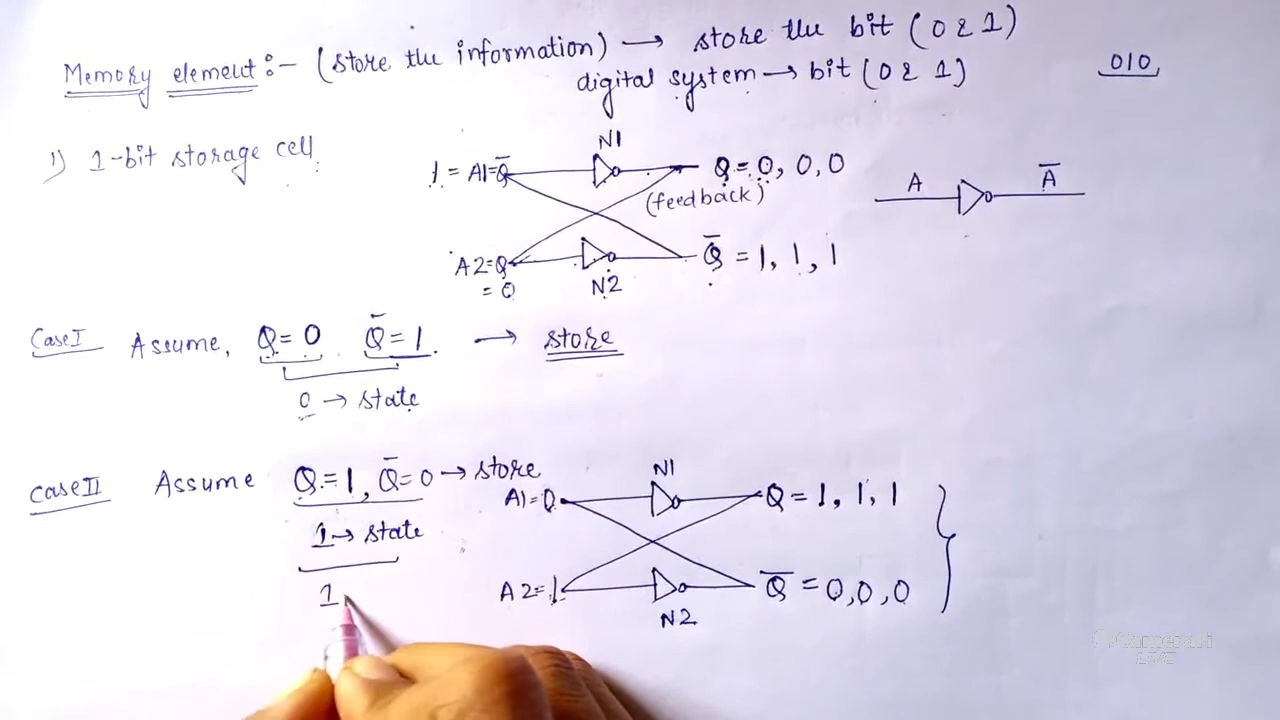 Memory element:- (store the information) → store the bit (0 & 1)
digital system → bit (0 & 1)
010
1) 1-bit storage cell.
N1
1 = A1=Q̅
Q = 0, 0, 0
(feedback)
A
A̅
A2=Q
= 0
N2
Q̅ = 1, 1, 1
Case I Assume, Q = 0 Q̅ = 1 → store
0 → state
Case II Assume Q = 1, Q̅ = 0 → store
1 → state
1
N1
A1=0
Q = 1, 1, 1
A2=1
N2
Q̅ = 0,0,0
LIVE